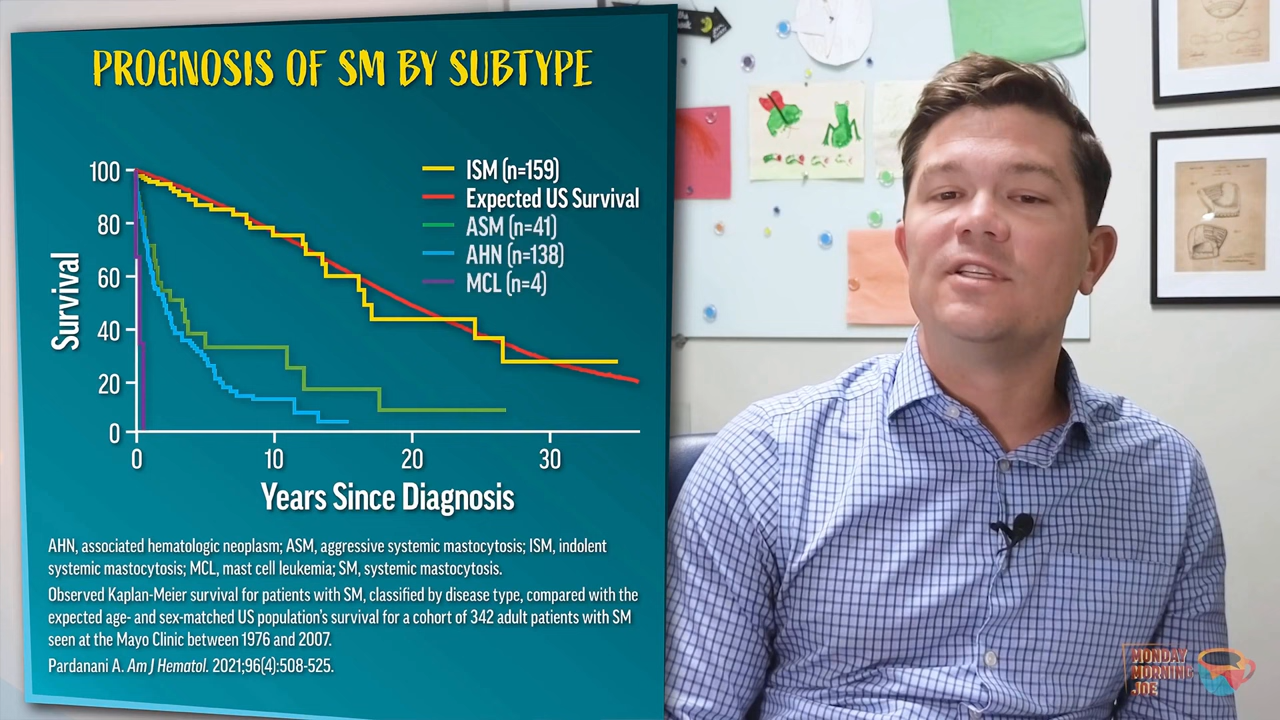 PROGNOSIS OF SM BY SUBTYPE
100
80
60
40
20
0
Survival
ISM (n=159)
Expected US Survival
ASM (n=41)
AHN (n=138)
MCL (n=4)
0 10 20 30
Years Since Diagnosis
AHN, associated hematologic neoplasm; ASM, aggressive systemic mastocytosis; ISM, indolent
systemic mastocytosis; MCL, mast cell leukemia; SM, systemic mastocytosis.
Observed Kaplan-Meier survival for patients with SM, classified by disease type, compared with the
expected age- and sex-matched US population's survival for a cohort of 342 adult patients with SM
seen at the Mayo Clinic between 1976 and 2007.
Pardanani A. Am J Hematol. 2021;96(4):508-525.
MONDAY
MORNING
JOE